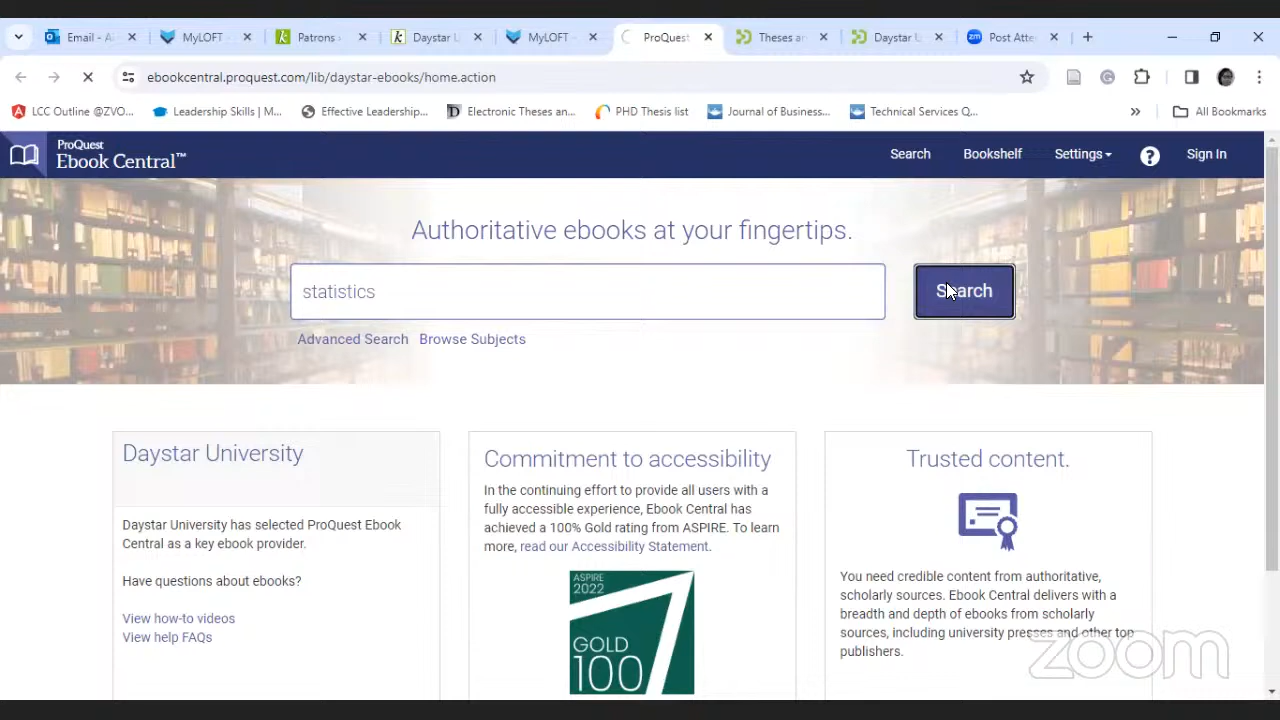 Email - Ai
MyLOFT -
Patrons
Daystar U
MyLOFT -
ProQuest
Theses an
Daystar U
zm
Post Atte
ebookcentral.proquest.com/lib/daystar-ebooks/home.action
LCC Outline @ZVO...
Leadership Skills | M...
Effective Leadership...
Electronic Theses an...
PHD Thesis list
Journal of Business...
Technical Services Q...
»
All Bookmarks
ProQuest
Ebook Central™
Search
Bookshelf
Settings
?
Sign In
Authoritative ebooks at your fingertips.
statistics
Search
Advanced Search
Browse Subjects
Daystar University
Daystar University has selected ProQuest Ebook
Central as a key ebook provider.
Have questions about ebooks?
View how-to videos
View help FAQs
Commitment to accessibility
In the continuing effort to provide all users with a
fully accessible experience, Ebook Central has
achieved a 100% Gold rating from ASPIRE. To learn
more, read our Accessibility Statement.
ASPIRE
2022
GOLD
100
Trusted content.
You need credible content from authoritative,
scholarly sources. Ebook Central delivers with a
breadth and depth of ebooks from scholarly
sources, including university presses and other top
publishers.
zoom